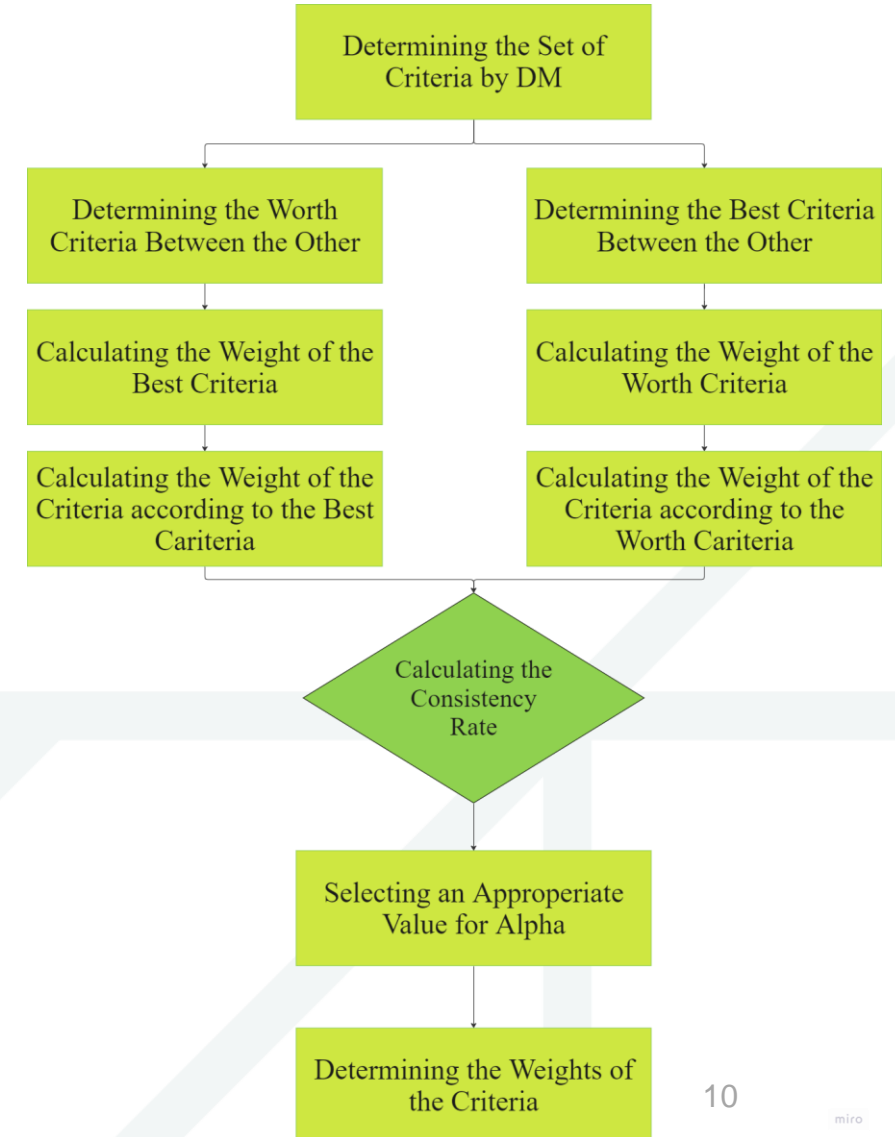 Determining the Set of
Criteria by DM
Determining the Worth
Criteria Between the Other
Determining the Best Criteria
Between the Other
Calculating the Weight of the
Best Criteria
Calculating the Weight of the
Worth Criteria
Calculating the Weight of the
Criteria according to the Best
Cariteria
Calculating the Weight of the
Criteria according to the
Worth Cariteria
Calculating the
Consistency
Rate
Selecting an Approperiate
Value for Alpha
Determining the Weights of
the Criteria
10
miro